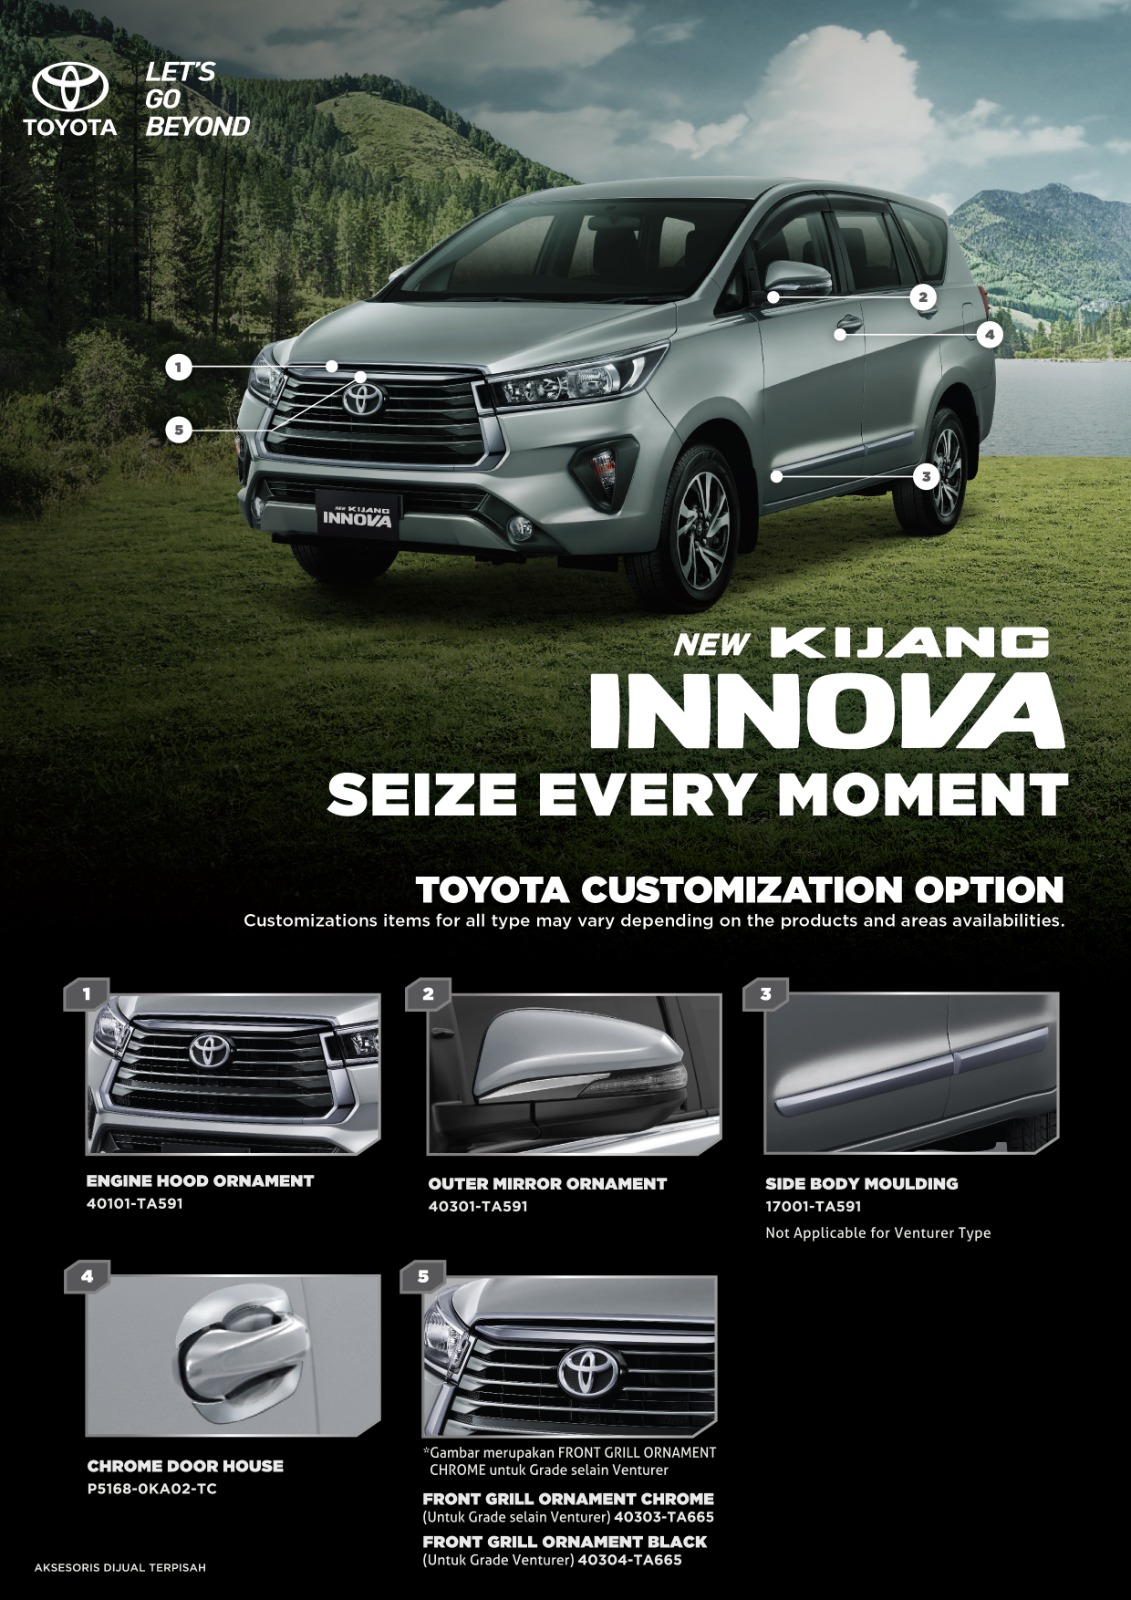 TOYOTA
LET'S
GO
BEYOND
2
4
1
5
3
NEW KIJANG
INNOVA
NEW KIJANG
INNOVA
SEIZE EVERY MOMENT
TOYOTA CUSTOMIZATION OPTION
Customizations items for all type may vary depending on the products and areas availabilities.
1
ENGINE HOOD ORNAMENT
40101-TA591
2
OUTER MIRROR ORNAMENT
40301-TA591
3
SIDE BODY MOULDING
17001-TA591
Not Applicable for Venturer Type
4
CHROME DOOR HOUSE
P5168-0KA02-TC
5
*Gambar merupakan FRONT GRILL ORNAMENT
CHROME untuk Grade selain Venturer
FRONT GRILL ORNAMENT CHROME
(Untuk Grade selain Venturer) 40303-TA665
FRONT GRILL ORNAMENT BLACK
(Untuk Grade Venturer) 40304-TA665
AKSESORIS DIJUAL TERPISAH